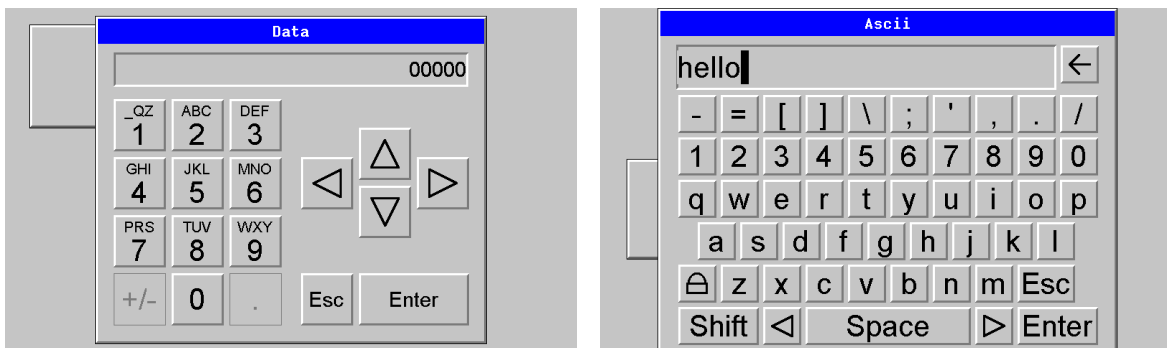 Data
00000
_QZ ABC DEF
1 2 3
GHI JKL MNO
4 5 6
PRS TUV WXY
7 8 9
+/- 0 . Esc Enter
Ascii
hello
- = [ ] \ ; ' , . /
1 2 3 4 5 6 7 8 9 0
q w e r t y u i o p
a s d f g h j k l
z x c v b n m Esc
Shift Space Enter